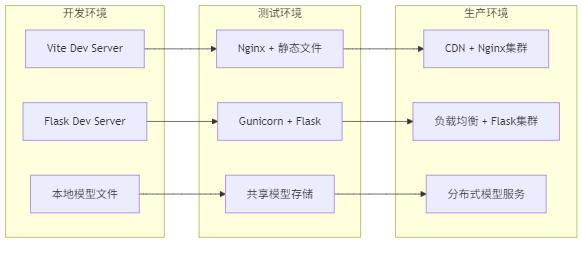 开发环境
测试环境
生产环境
Vite Dev Server
Nginx + 静态文件
CDN + Nginx集群
Flask Dev Server
Gunicorn + Flask
负载均衡 + Flask集群
本地模型文件
共享模型存储
分布式模型服务